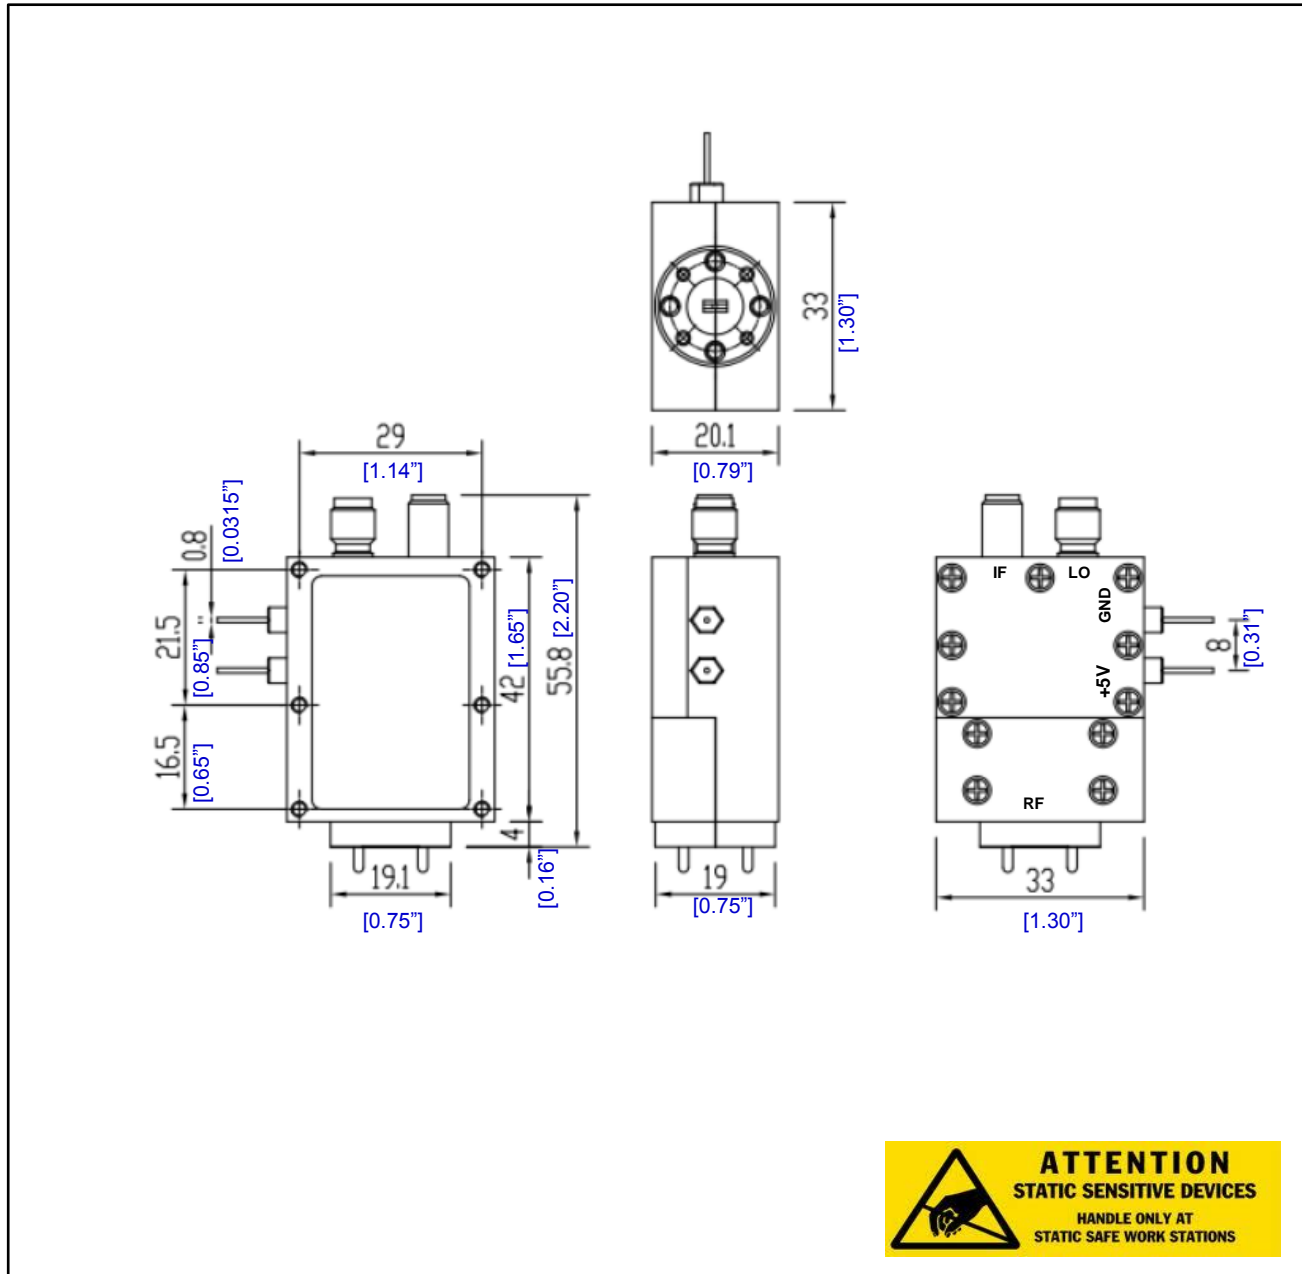 33
[1.30”]
20.1
[0.79”]
29
[1.14”]
0.8
[0.0315”]
21.5
[0.85”]
16.5
[0.65”]
42
[1.65”]
55.8
[2.20”]
4
[0.16”]
19.1
[0.75”]
19
[0.75”]
IF
LO
GND
+5V
RF
8
[0.31”]
33
[1.30”]
ATTENTION
STATIC SENSITIVE DEVICES
HANDLE ONLY AT
STATIC SAFE WORK STATIONS